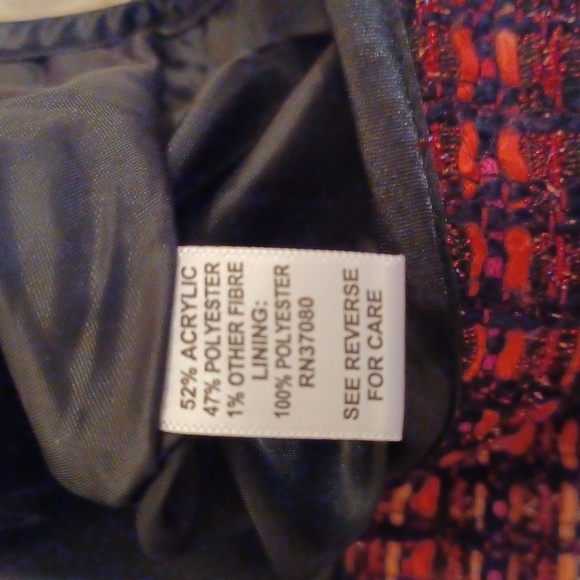 52% ACRYLIC
47% POLYESTER
1% OTHER FIBRE
LINING:
100% POLYESTER
RN37080
SEE REVERSE
FOR CARE